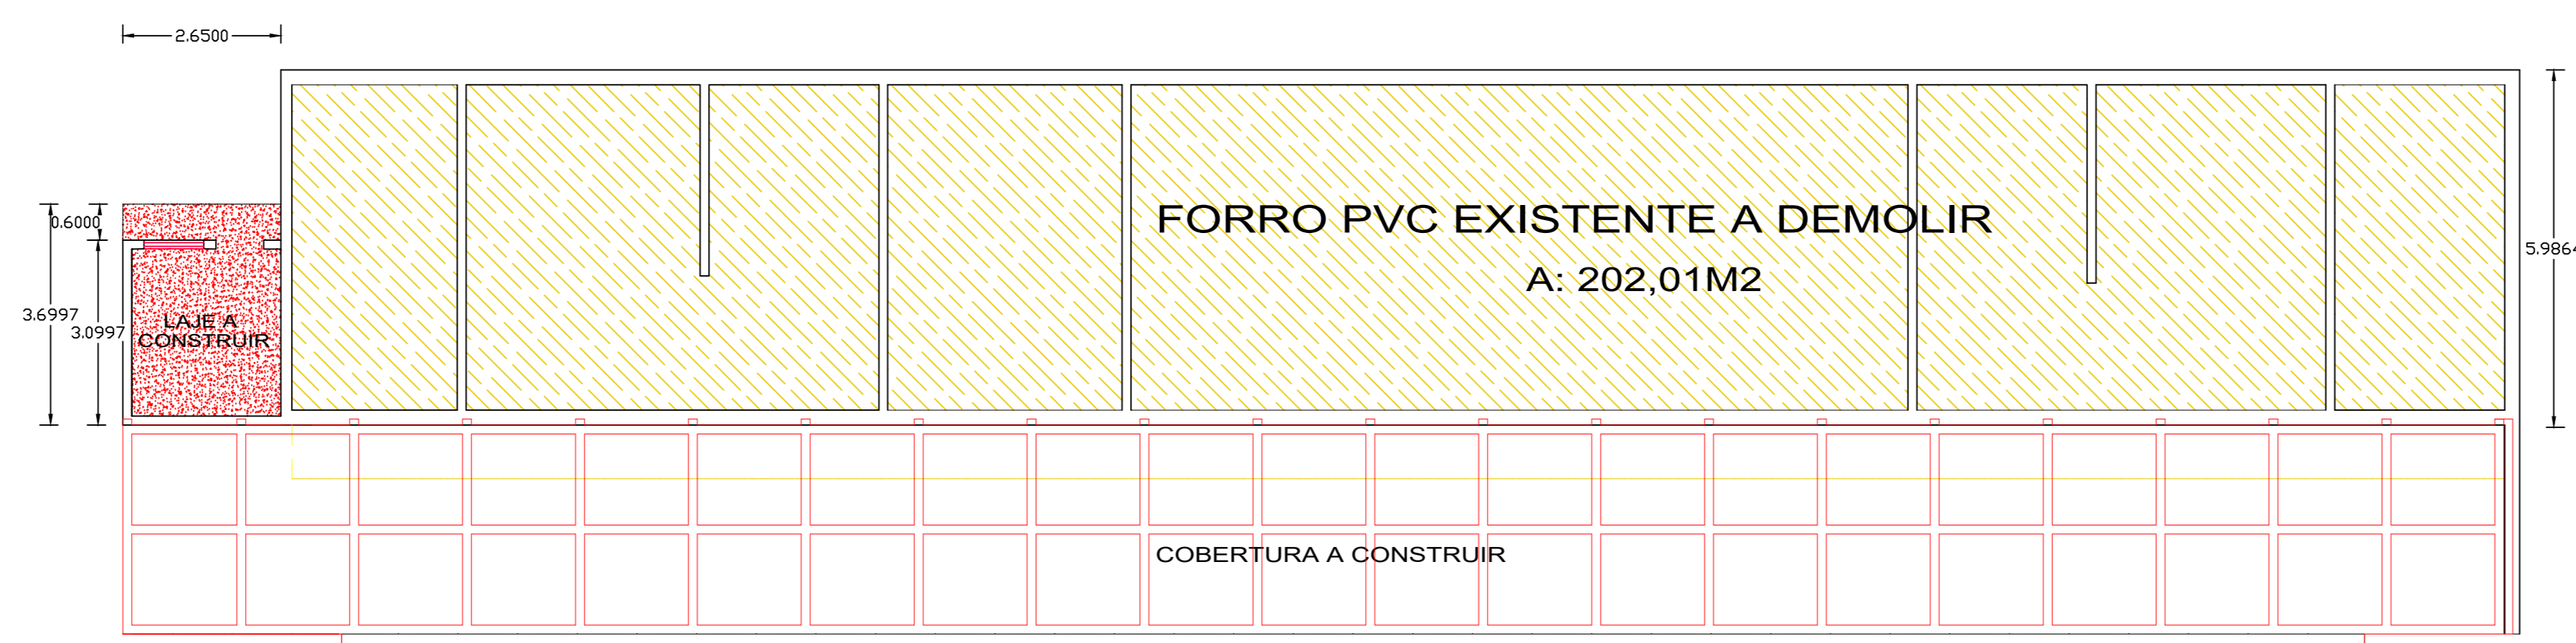 2.6500
FORRO PVC EXISTENTE A DEMOLIR
A: 202,01M2
0.6000
5.9864
3.6997
3.0997
LAJE A
CONSTRUIR
COBERTURA A CONSTRUIR